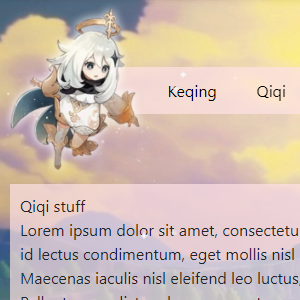 Keqing Qiqi
Qiqi stuff
Lorem ipsum dolor sit amet, consectetu
id lectus condimentum, eget mollis nisl
Maecenas iaculis nisl eleifend leo luctus